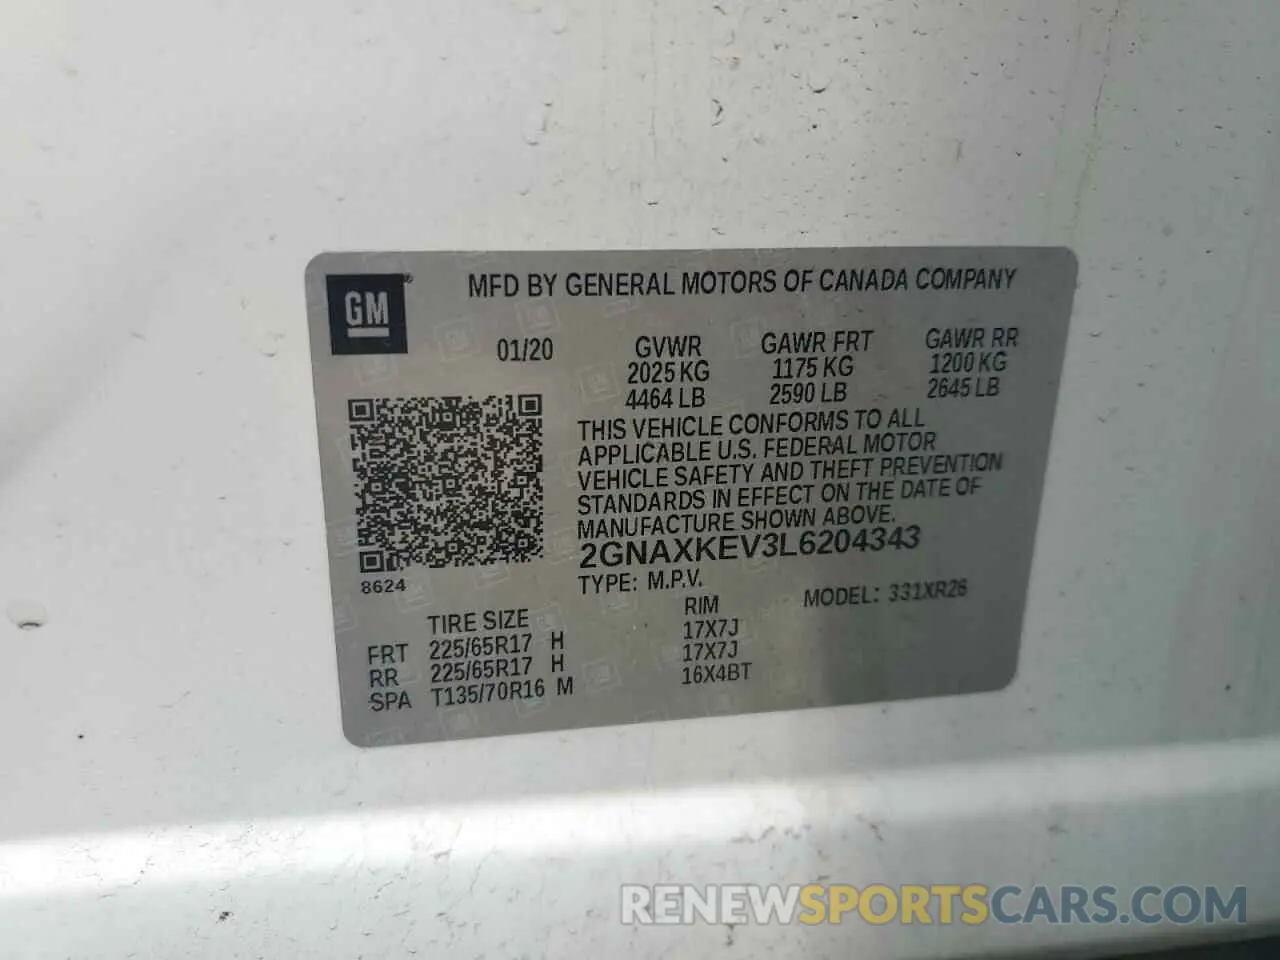 GM®
MFD BY GENERAL MOTORS OF CANADA COMPANY
01/20
GVWR
2025 KG
4464 LB
GAWR FRT
1175 KG
2590 LB
GAWR RR
1200 KG
2645 LB
THIS VEHICLE CONFORMS TO ALL
APPLICABLE U.S. FEDERAL MOTOR
VEHICLE SAFETY AND THEFT PREVENTION
STANDARDS IN EFFECT ON THE DATE OF
MANUFACTURE SHOWN ABOVE.
2GNAXKEV3L6204343
8624
TYPE: M.P.V.
MODEL: 331XR26
TIRE SIZE RIM
FRT 225/65R17 H 17X7J
RR 225/65R17 H 17X7J
SPA T135/70R16 M 16X4BT
RENEWSPORTSCARS.COM